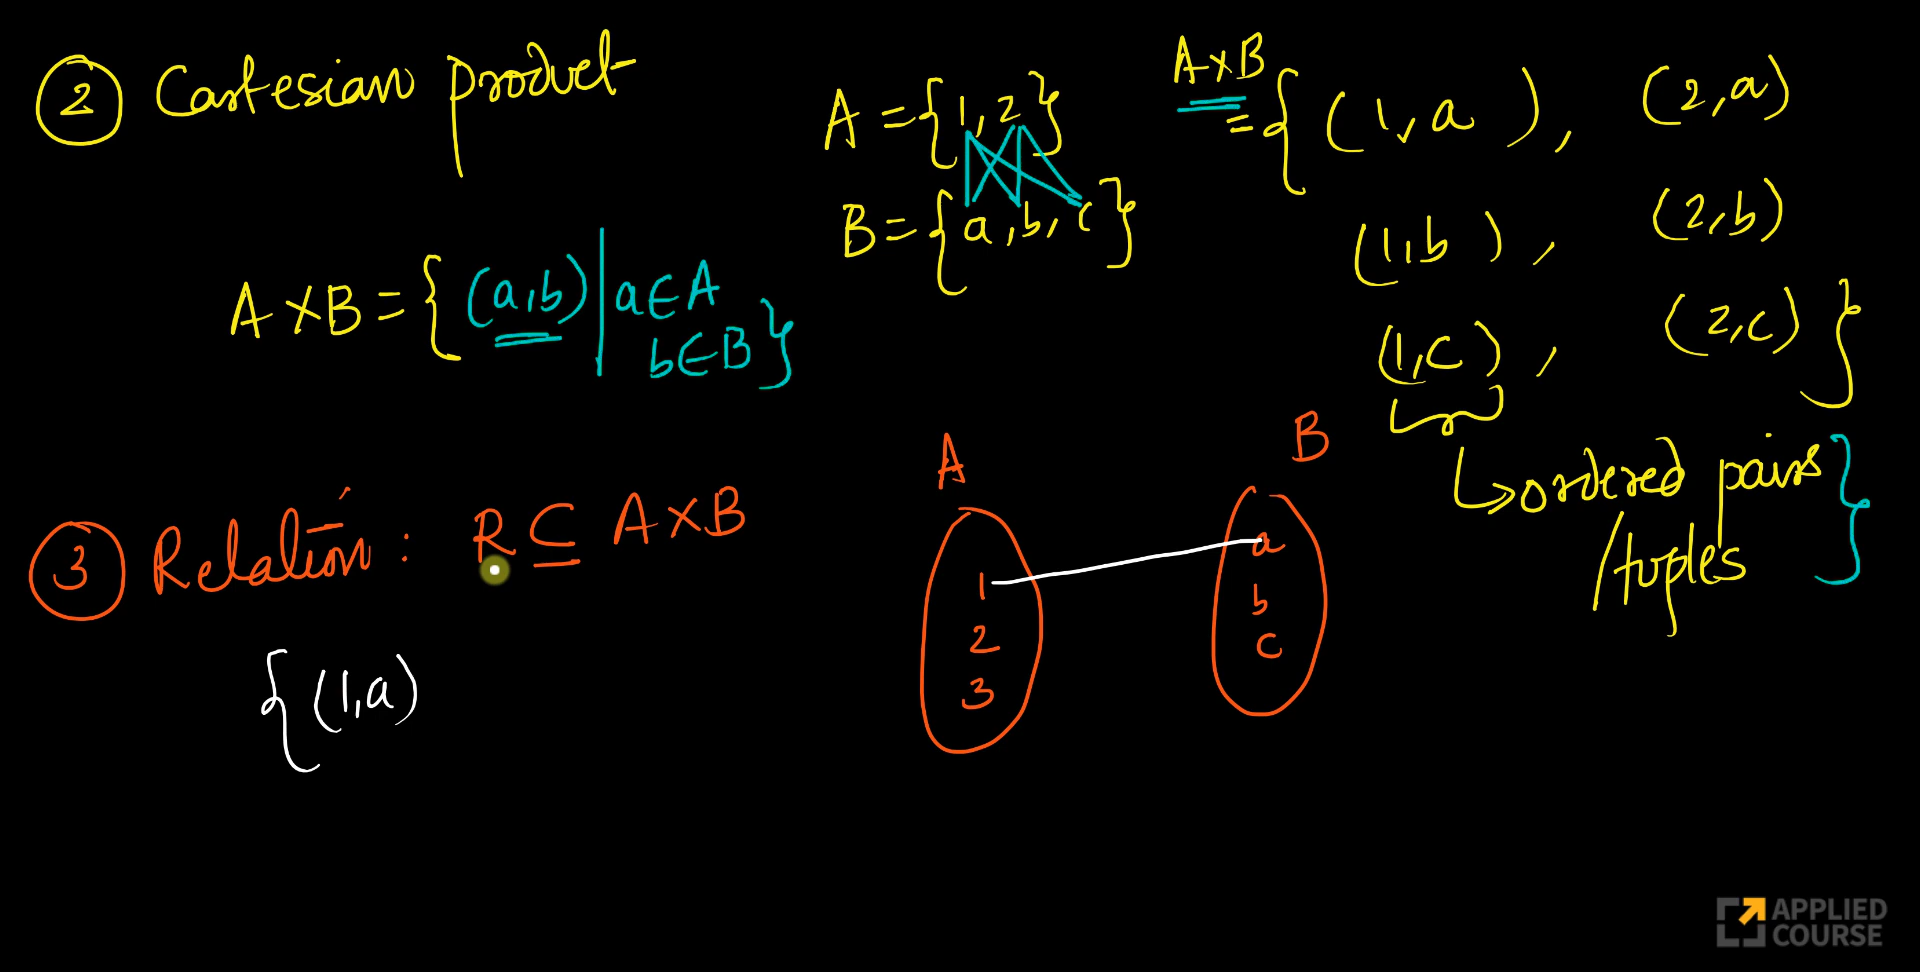 2 Cartesian product
A × B = { (a,b) | a ∈ A
b ∈ B }
A = {1, 2}
B = {a, b, c}
A×B
= { (1, a), (2, a)
(1, b), (2, b)
(1, c), (2, c) }
↳ ordered pairs
/tuples }
3 Relation : R ⊆ A × B
{ (1, a)
A
1
2
3
B
a
b
c
APPLIED
COURSE